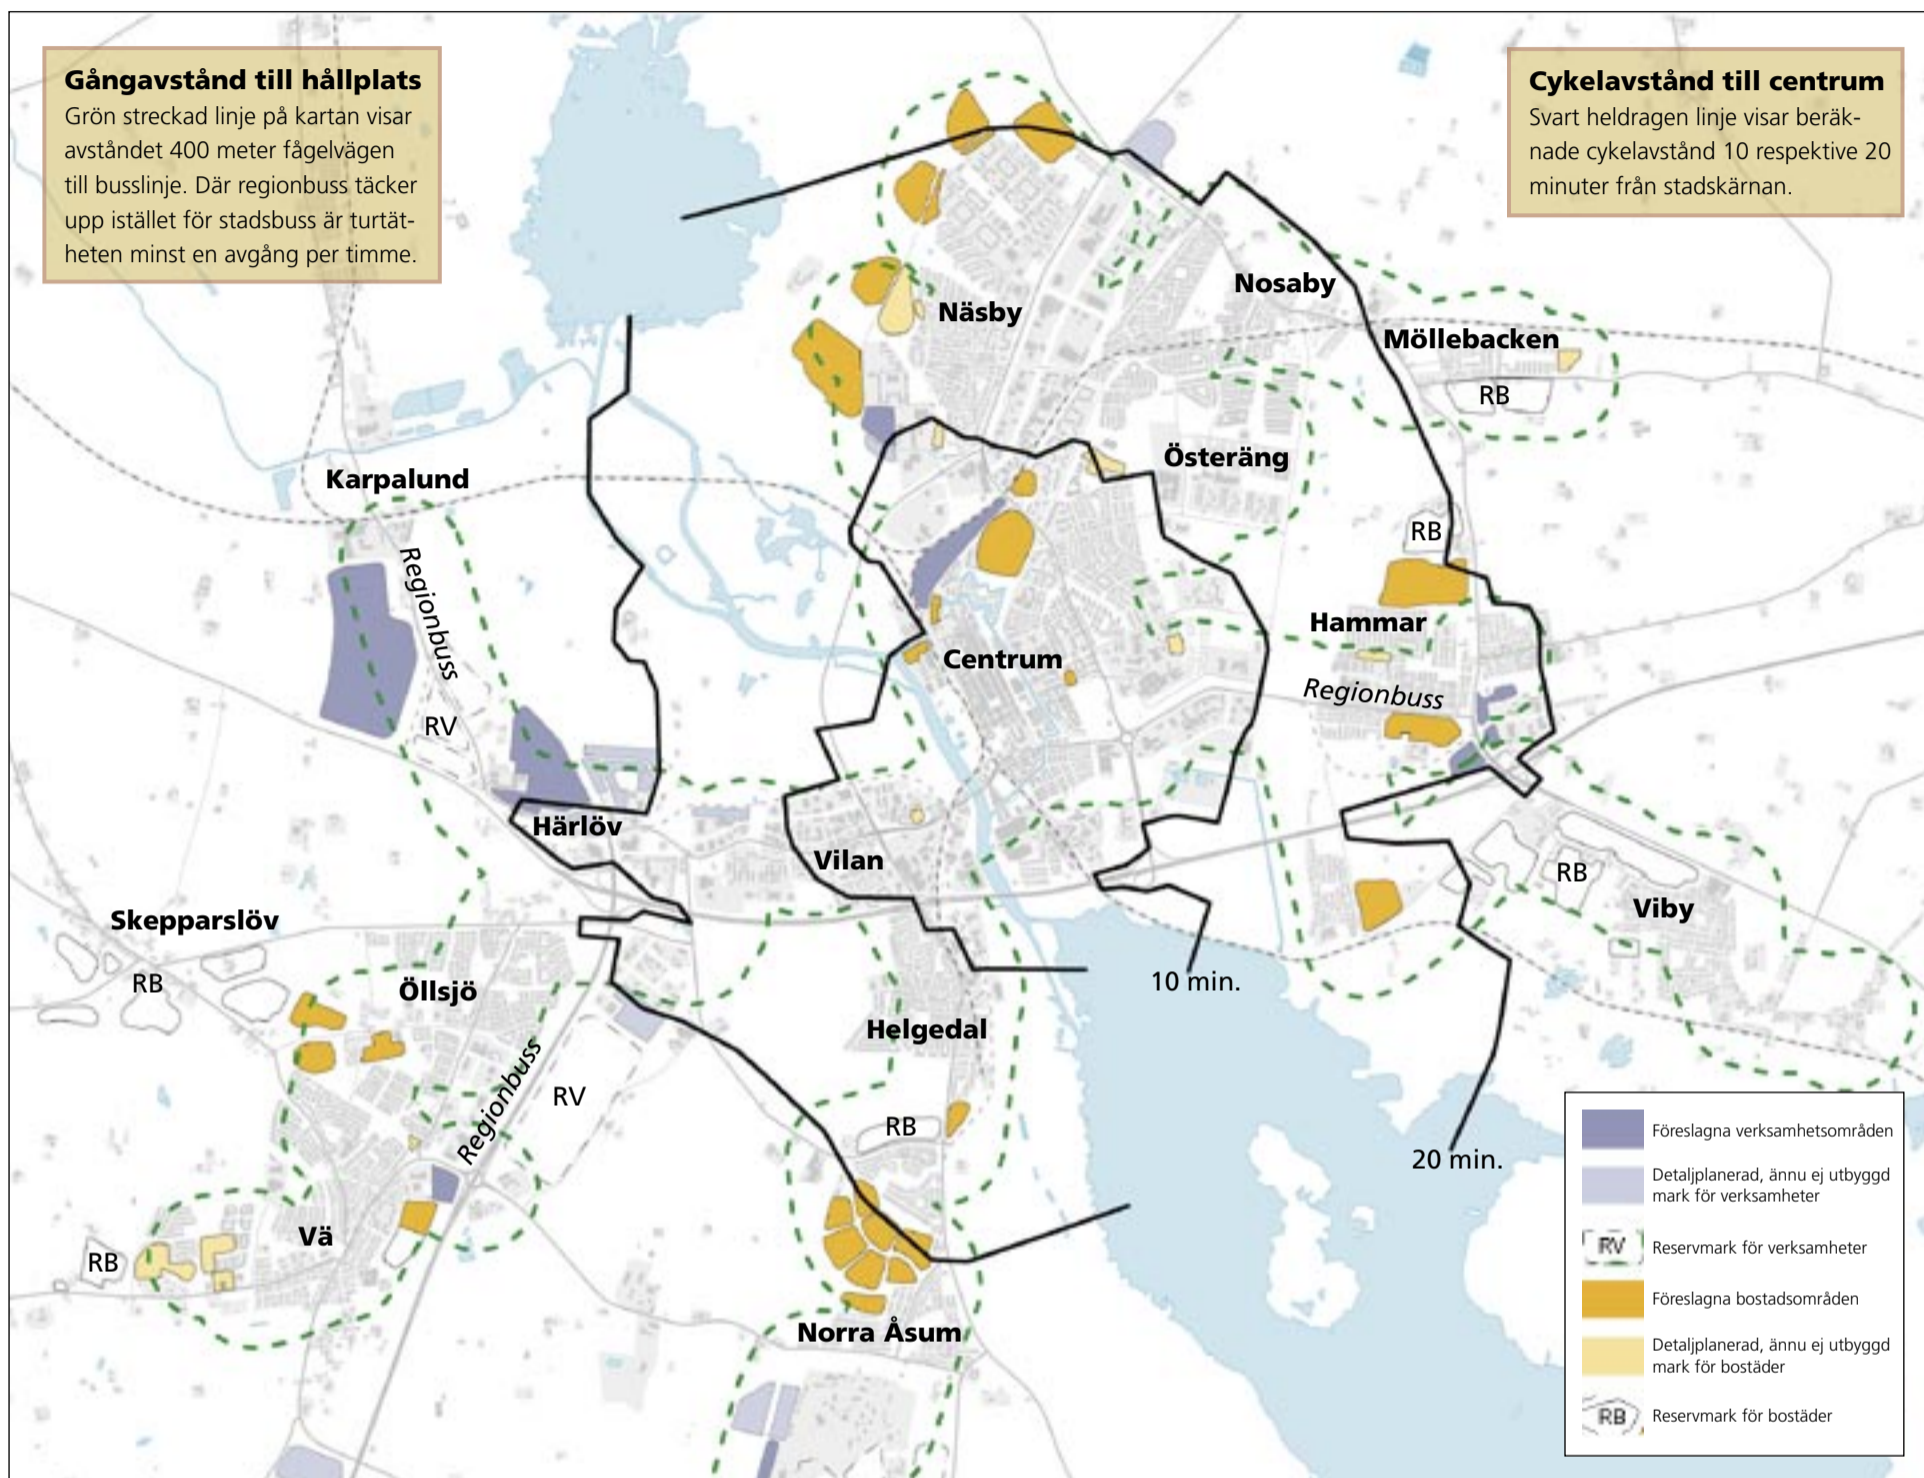 Gångavstånd till hållplats
Grön streckad linje på kartan visar
avståndet 400 meter fågelvägen
till busslinje. Där regionbuss täcker
upp istället för stadsbuss är turtät-
heten minst en avgång per timme.
Cykelavstånd till centrum
Svart heldragen linje visar beräk-
nade cykelavstånd 10 respektive 20
minuter från stadskärnan.
Nosaby
Näsby
Möllebacken
RB
Österäng
Karpalund
RB
Regionbuss
Hammar
Centrum
Regionbuss
RV
Härlöv
Vilan
RB
Viby
Skepparslöv
RB
Öllsjö
10 min.
Helgedal
Regionbuss
RV
RB
20 min.
Vä
RB
Norra Åsum
Föreslagna verksamhetsområden
Detaljplanerad, ännu ej utbyggd
mark för verksamheter
RV Reservmark för verksamheter
Föreslagna bostadsområden
Detaljplanerad, ännu ej utbyggd
mark för bostäder
RB Reservmark för bostäder